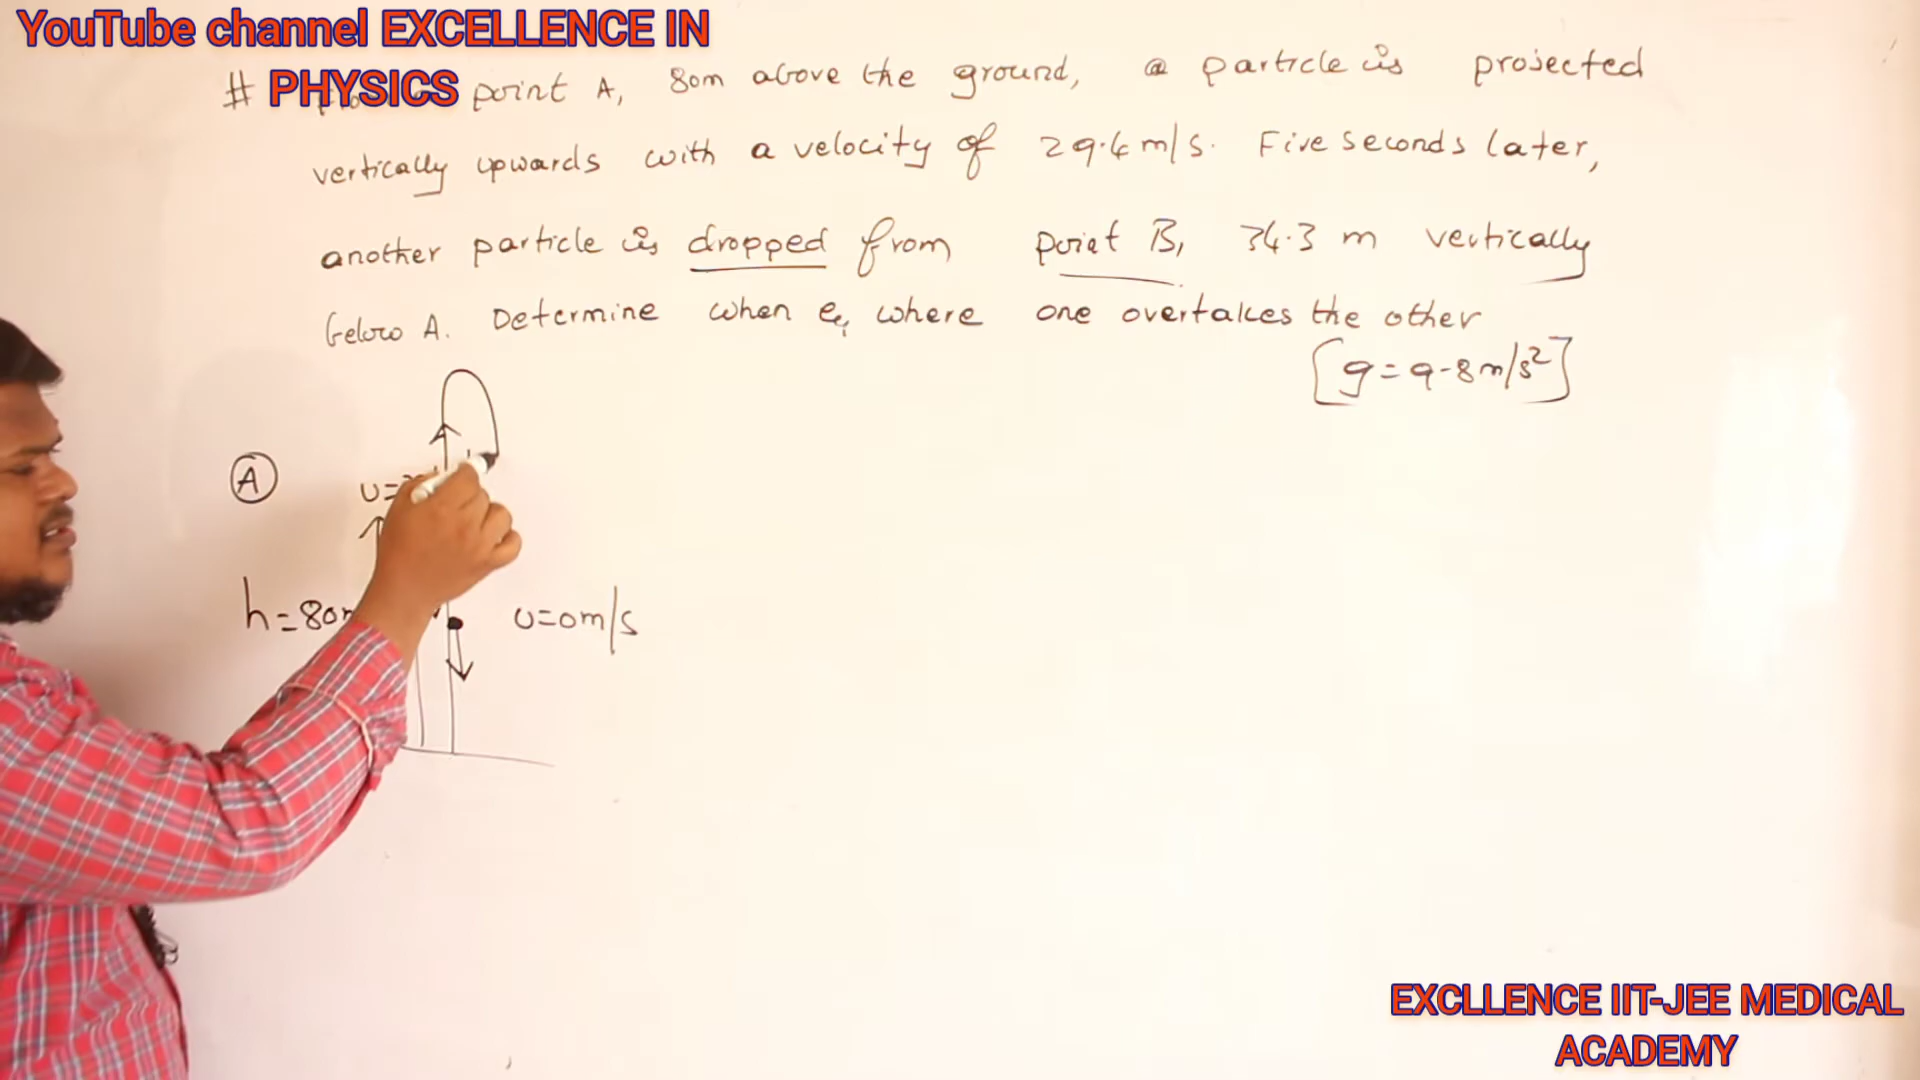 YouTube channel EXCELLENCE IN
PHYSICS
# point A, 80m above the ground, a particle is projected
vertically upwards with a velocity of 29.4 m/s. Five seconds later,
another particle is dropped from point B, 34.3 m vertically
below A. Determine when & where one overtakes the other
[g = 9.8 m/s²]
A
u=
h=80m
u=0m/s
EXCLLENCE IIT-JEE MEDICAL
ACADEMY